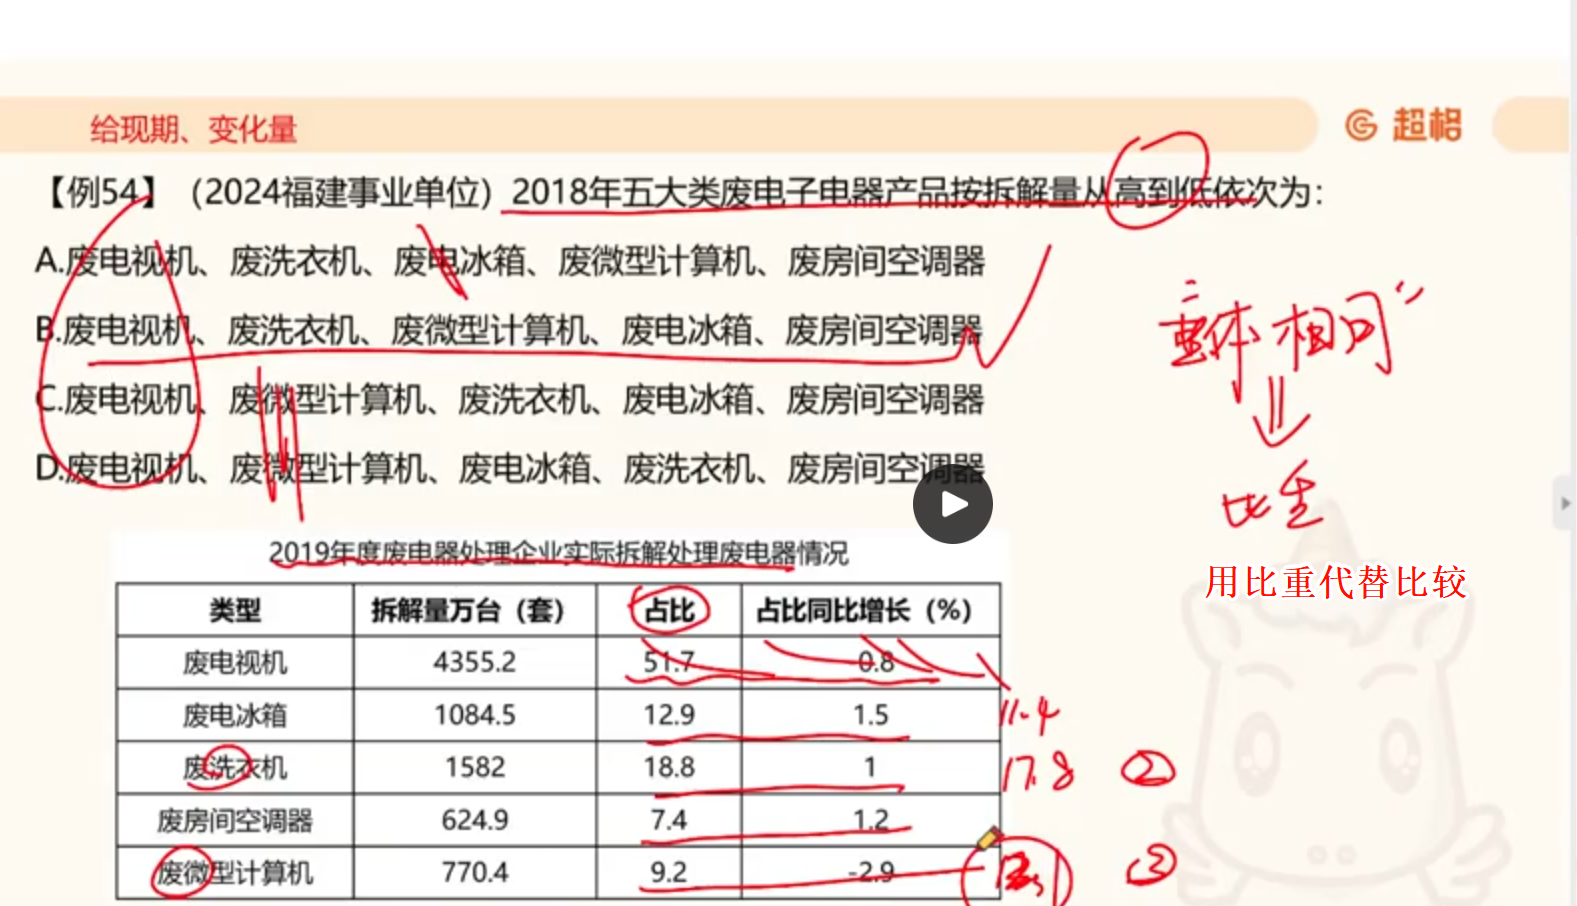 给现期、变化量
超格
【例54】（2024福建事业单位）2018年五大类废电子电器产品按拆解量从高到低依次为：
A.废电视机、废洗衣机、废电冰箱、废微型计算机、废房间空调器
B.废电视机、废洗衣机、废微型计算机、废电冰箱、废房间空调器
C.废电视机、废微型计算机、废洗衣机、废电冰箱、废房间空调器
D.废电视机、废微型计算机、废电冰箱、废洗衣机、废房间空调器
"整体相同"
比重
用比重代替比较
2019年度废电器处理企业实际拆解处理废电器情况
类型 拆解量万台（套） 占比 占比同比增长（%）
废电视机 4355.2 51.7 0.8
废电冰箱 1084.5 12.9 1.5 11.4
废洗衣机 1582 18.8 1 17.8 ②
废房间空调器 624.9 7.4 1.2
废微型计算机 770.4 9.2 -2.9 ③